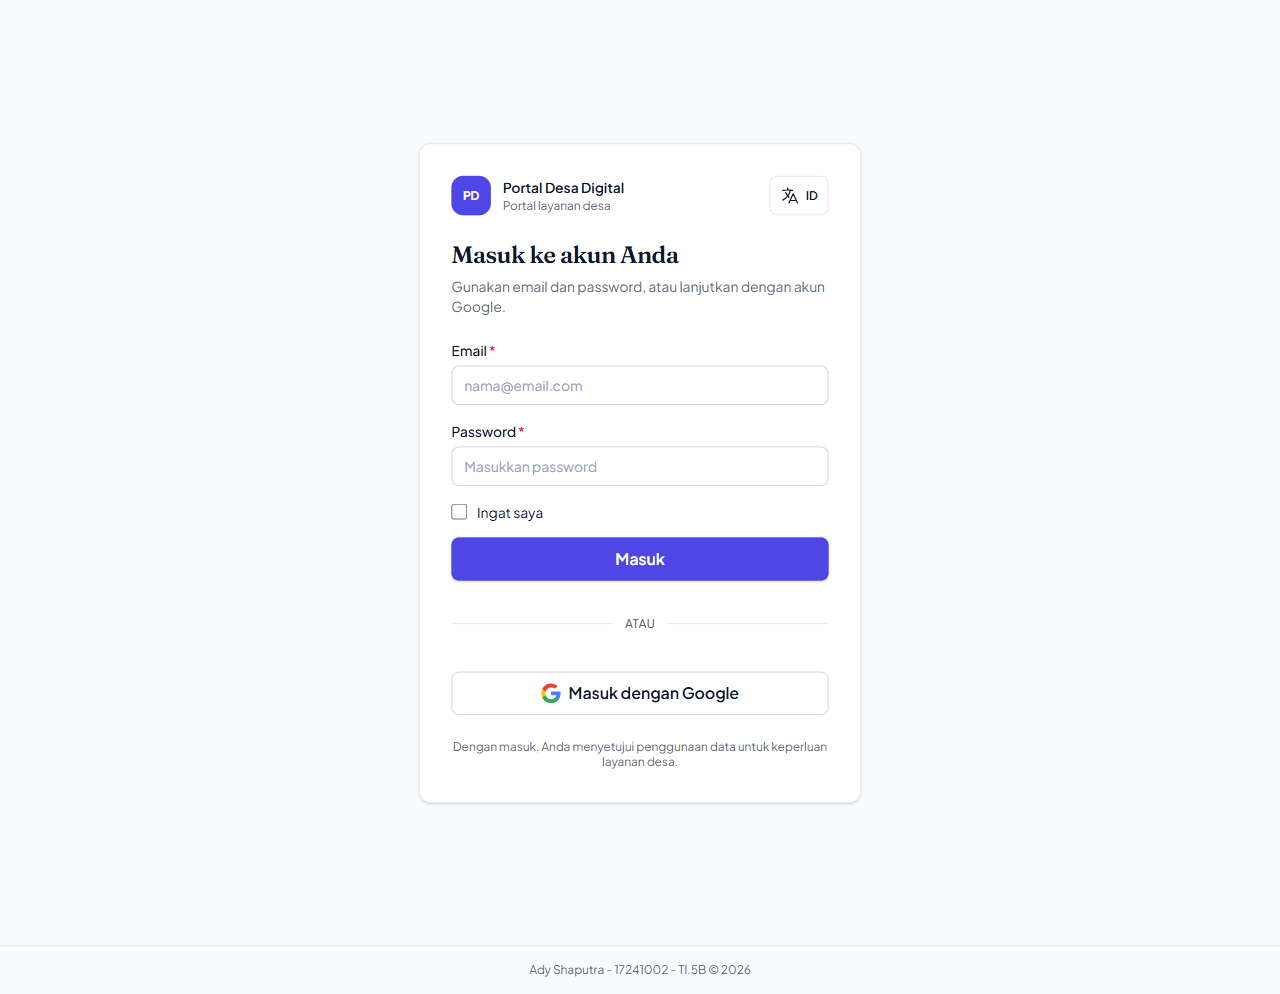 PD
Portal Desa Digital
Portal layanan desa
ID
Masuk ke akun Anda
Gunakan email dan password, atau lanjutkan dengan akun
Google.
Email *
nama@email.com
Password *
Masukkan password
Ingat saya
Masuk
ATAU
Masuk dengan Google
Dengan masuk, Anda menyetujui penggunaan data untuk keperluan
layanan desa.
Ady Shaputra - 17241002 - TI.5B © 2026